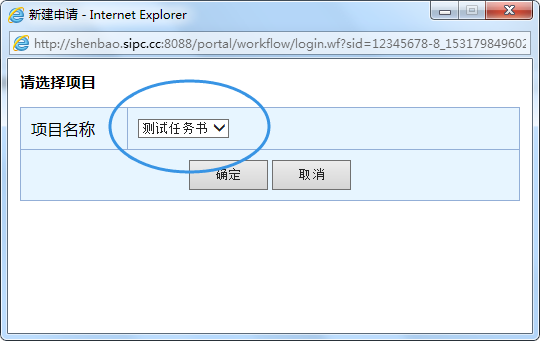 新建申请 - Internet Explorer
http://shenbao.sipc.cc:8088/portal/workflow/login.wf?sid=12345678-8_153179849602
请选择项目
项目名称 测试任务书
确定 取消